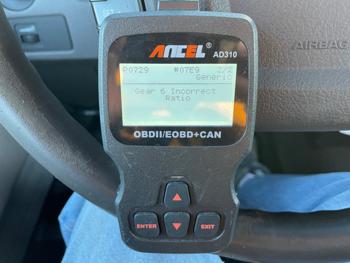 ANCEL
AD310
P0729 #07E9 2/2
Generic
Gear 6 Incorrect
Ratio
OBDII/EOBD+CAN
ENTER
EXIT
AIRBAG